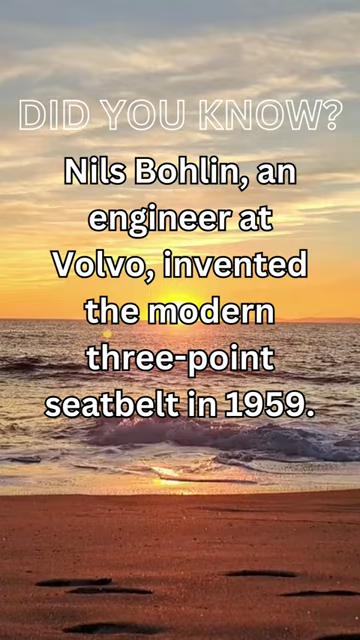 DID YOU KNOW?
Nils Bohlin, an
engineer at
Volvo, invented
the modern
three-point
seatbelt in 1959.